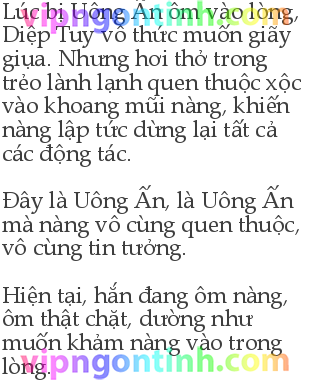 Lúc bị Uông Ấn ôm vào lòng,
Diệp Tuy vô thức muốn giãy
giụa. Nhưng hơi thở trong
trẻo lành lạnh quen thuộc xộc
vào khoang mũi nàng, khiến
nàng lập tức dừng lại tất cả
các động tác.
Đây là Uông Ấn, là Uông Ấn
mà nàng vô cùng quen thuộc,
vô cùng tin tưởng.
Hiện tại, hắn đang ôm nàng,
ôm thật chặt, dường như
muốn khảm nàng vào trong
lòng.
vipngontinh.com
vipngontinh.com